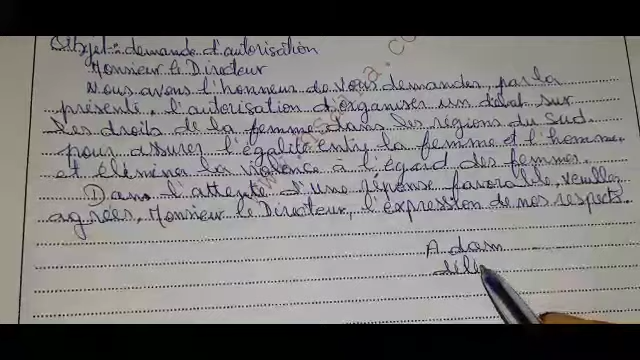 Objet : demande d'autorisation
Monsieur le Directeur
Nous avons l'honneur de vous demander, par la
présente, l'autorisation d'organiser un débat sur
les droits de la femme dans les régions du Sud.
pour assurer l'égalité entre la femme et l'homme
et éliminer la violence à l'égard des femmes.
Dans l'attente d'une réponse favorable, veuillez
agréer, Monsieur le Directeur, l'expression de nos respects.
Adam